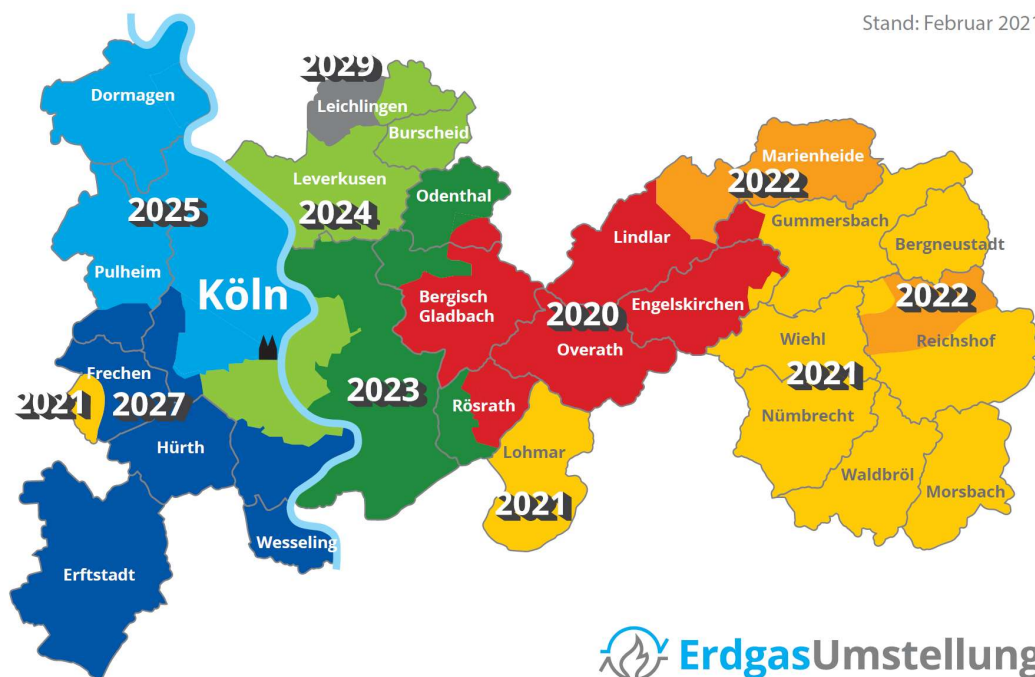 Stand: Februar 2021
2029
Dormagen
Leichlingen
Burscheid
Marienheide
Leverkusen
2022
Odenthal
2025
2024
Gummersbach
Lindlar
Bergneustadt
Pulheim
Köln
Bergisch
Gladbach
Engelskirchen
2022
2020
Wiehl
Reichshof
Overath
Frechen
2021
2021
2027
2023
Rösrath
Nümbrecht
Hürth
Lohmar
Waldbröl
Morsbach
2021
Wesseling
Erftstadt
ErdgasUmstellung